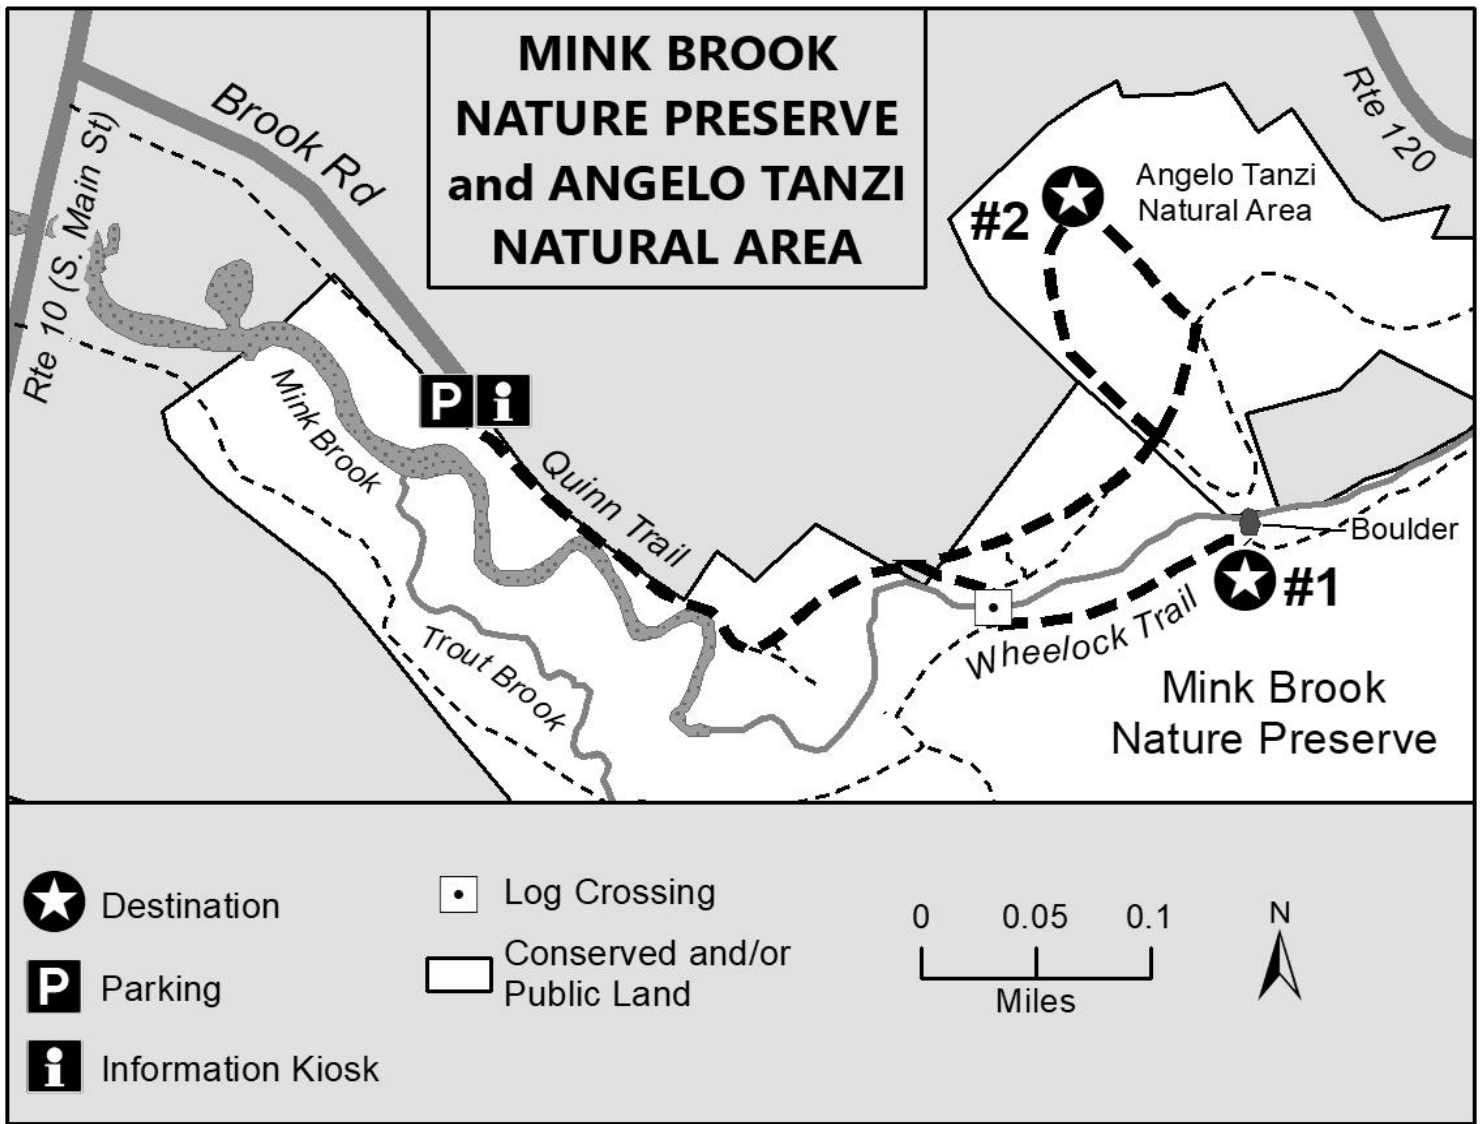 MINK BROOK
NATURE PRESERVE
and ANGELO TANZI
NATURAL AREA
Brook Rd
Rte 10 (S. Main St)
Rte 120
Angelo Tanzi
Natural Area
#2
P i
Mink Brook
Quinn Trail
Trout Brook
Boulder
#1
Wheelock Trail
Mink Brook
Nature Preserve
Destination
P Parking
i Information Kiosk
Log Crossing
Conserved and/or
Public Land
0 0.05 0.1
Miles
N